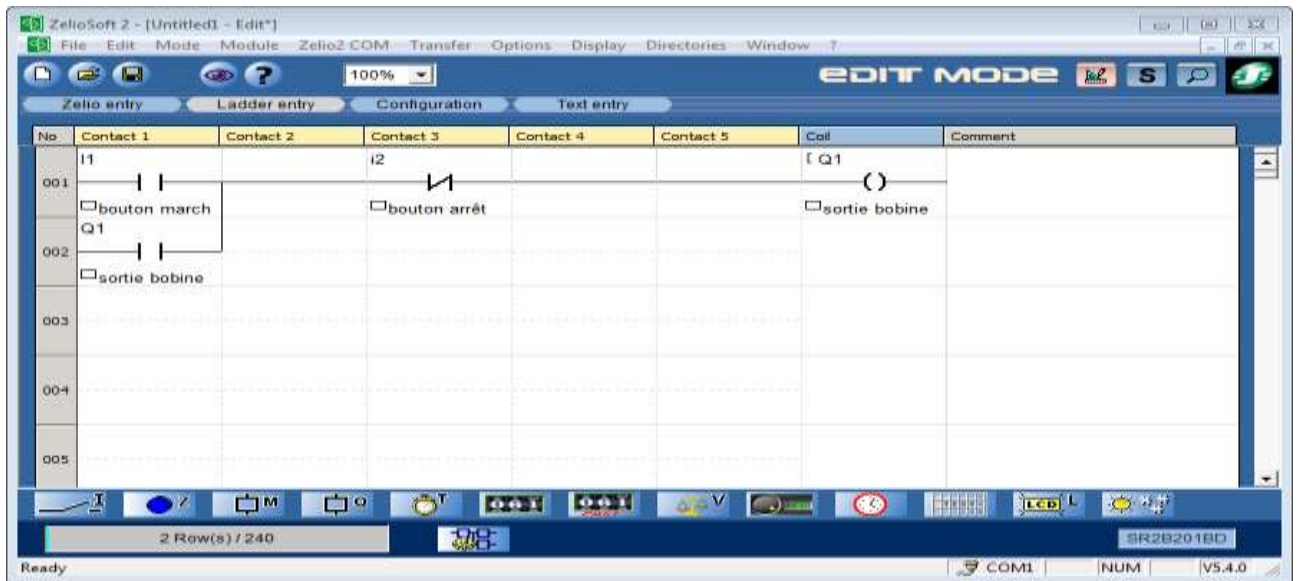 ZelioSoft 2 - [Untitled1 - Edit*]
File Edit Mode Module Zelio2 COM Transfer Options Display Directories Window ?
100% EDIT MODE S
Zelio entry Ladder entry Configuration Text entry
No Contact 1 Contact 2 Contact 3 Contact 4 Contact 5 Coil Comment
I1 i2 [ Q1
001
bouton march bouton arrêt sortie bobine
Q1
002
sortie bobine
003
004
005
I Z M Q T V L
2 Row(s) / 240 SR2B201BD
Ready COM1 NUM V5.4.0